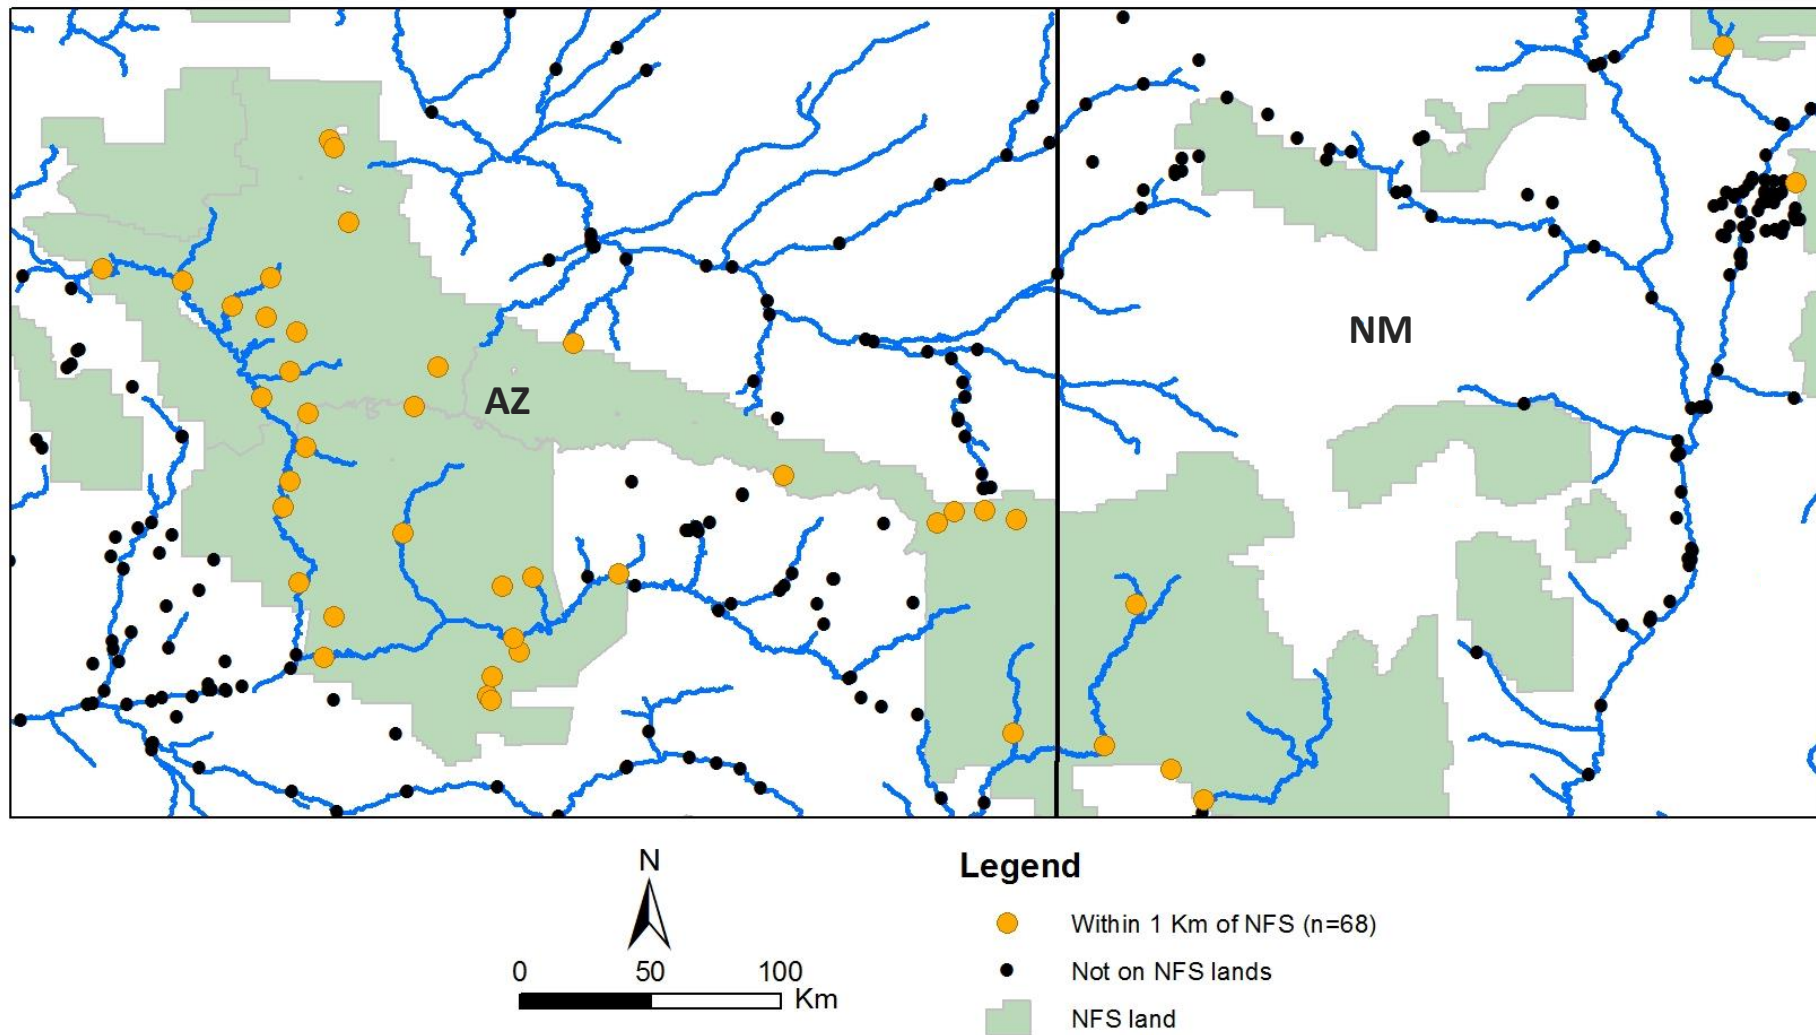 NM
AZ
N
Legend
0 50 100
Km
Within 1 Km of NFS (n=68)
Not on NFS lands
NFS land